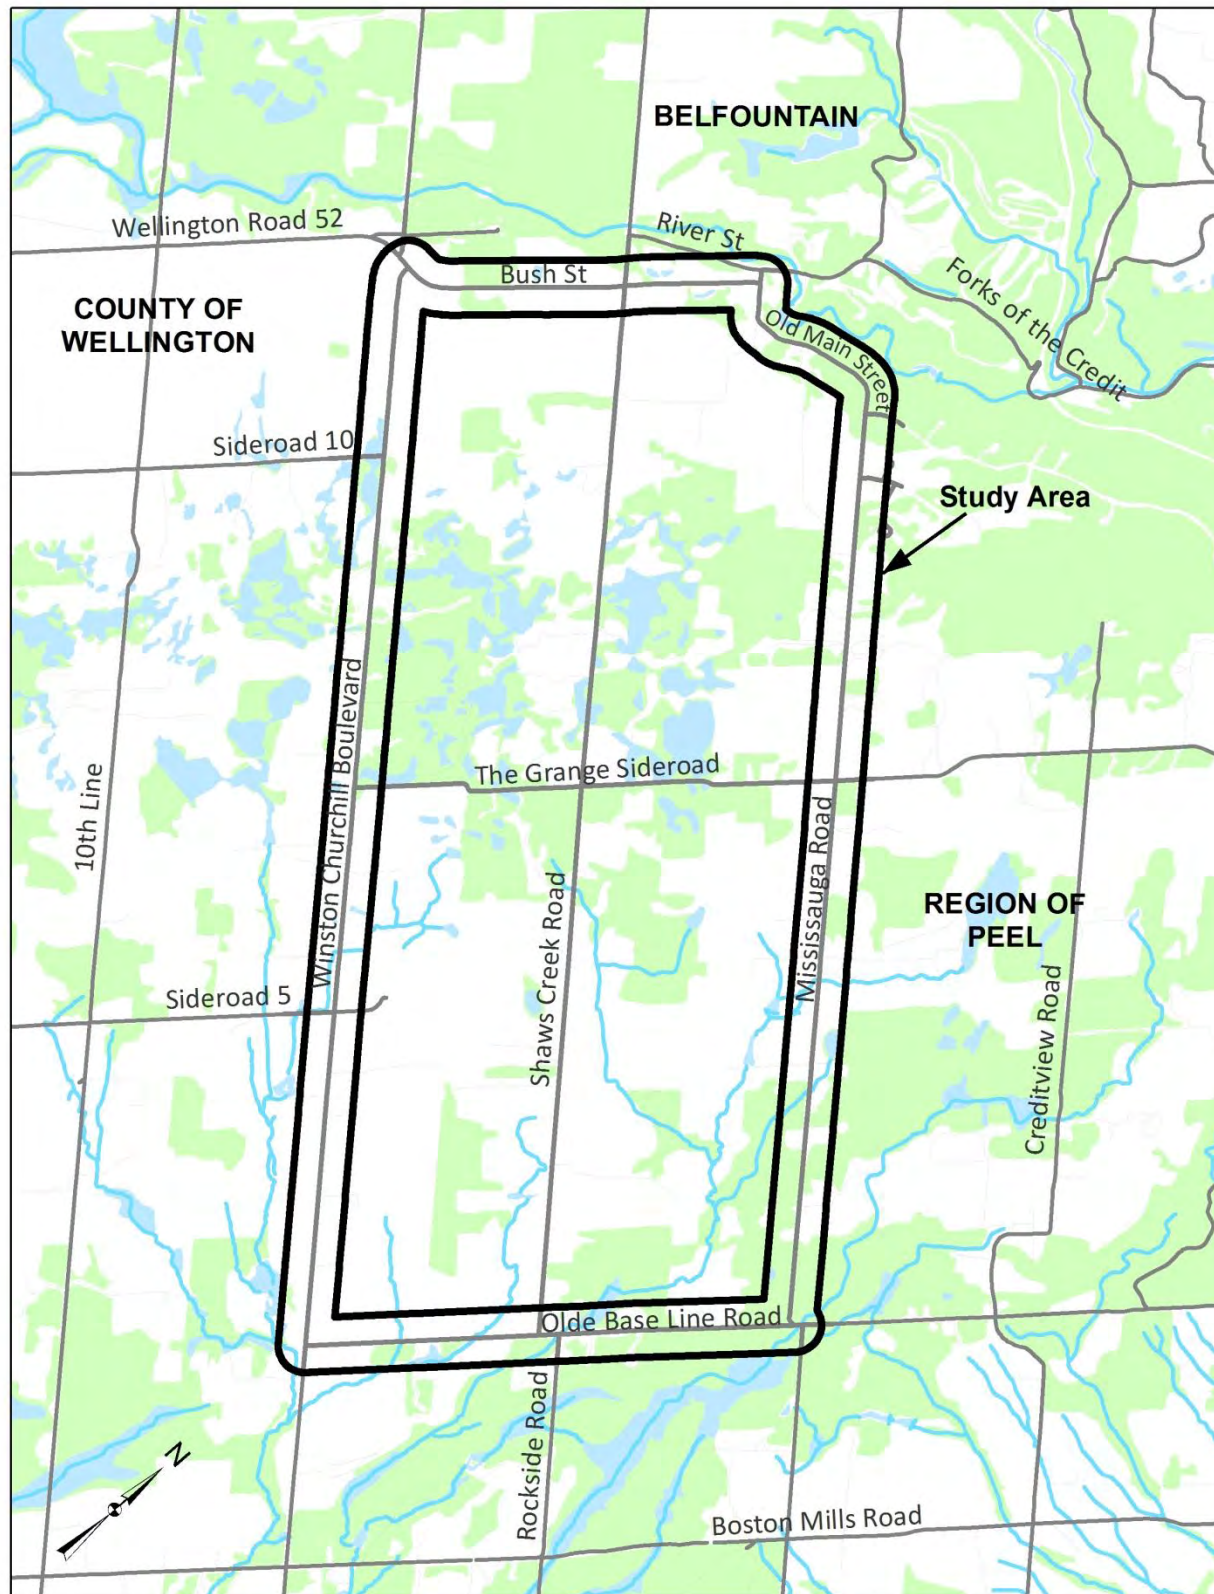 BELFOUNTAIN
Wellington Road 52
River St
Bush St
Forks of the Credit
COUNTY OF
WELLINGTON
Old Main Street
Sideroad 10
Study Area
Winston Churchill Boulevard
The Grange Sideroad
10th Line
Mississauga Road
REGION OF
PEEL
Shaws Creek Road
Sideroad 5
Creditview Road
Olde Base Line Road
Rockside Road
N
Boston Mills Road